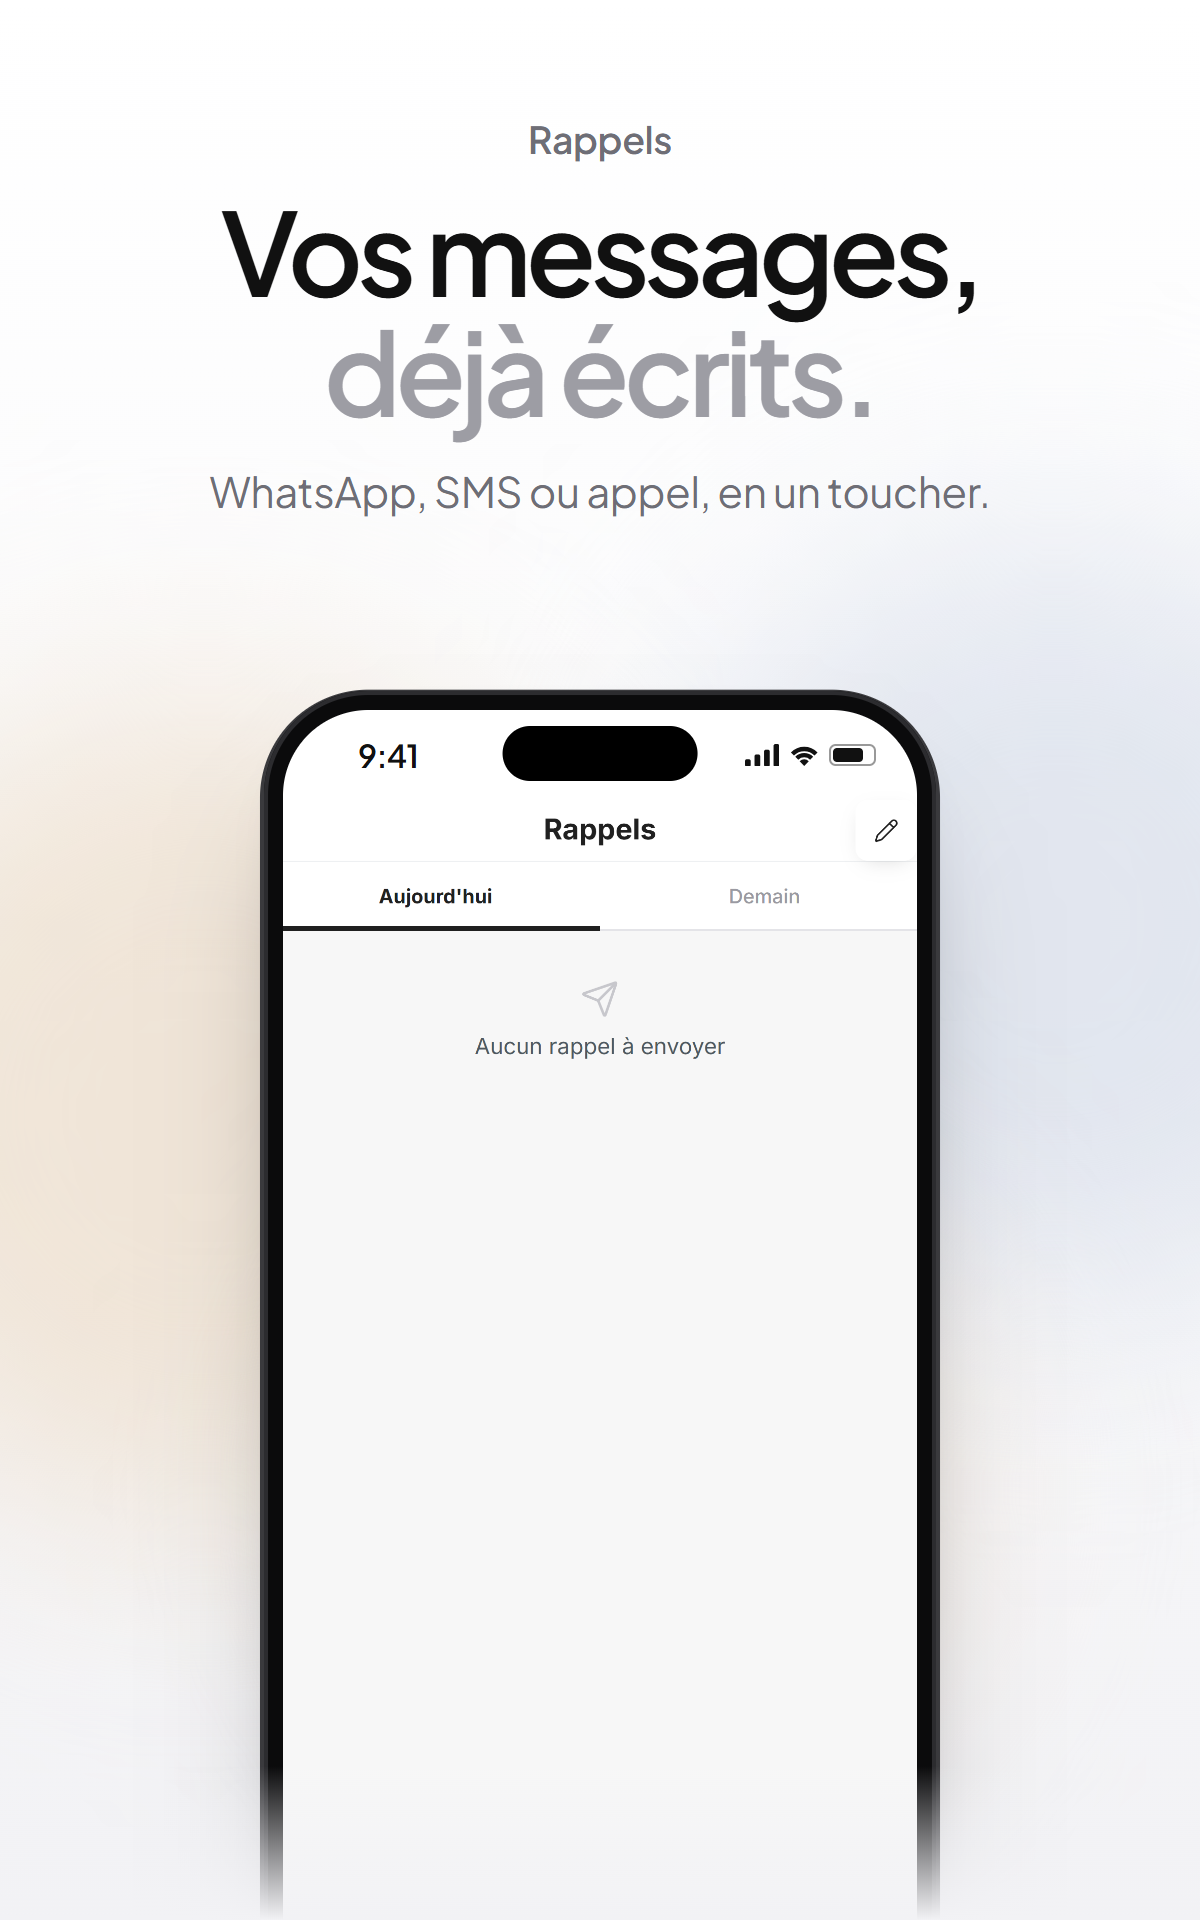 Rappels
Vos messages,
déjà écrits.
WhatsApp, SMS ou appel, en un toucher.
9:41
Rappels
Aujourd'hui
Demain
Aucun rappel à envoyer